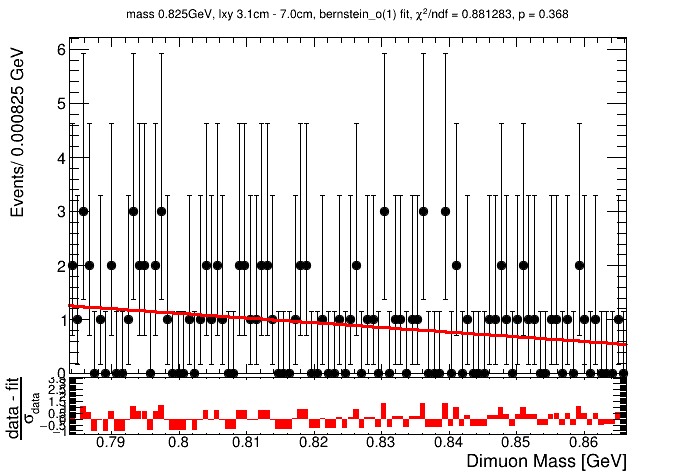 mass 0.825GeV, lxy 3.1cm - 7.0cm, bernstein_o(1) fit, χ²/ndf = 0.881283, p = 0.368
Events/ 0.000825 GeV
6
5
4
3
2
1
0
data - fit
σdata
0.79 0.8 0.81 0.82 0.83 0.84 0.85 0.86
Dimuon Mass [GeV]